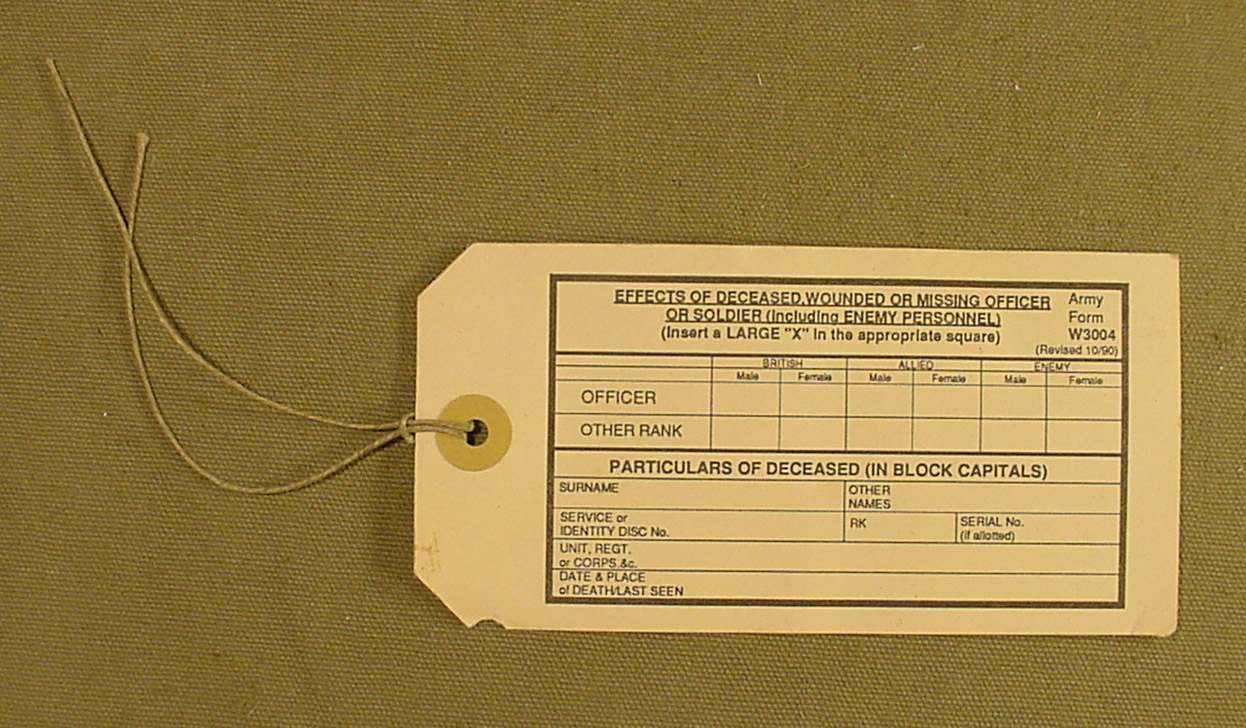 EFFECTS OF DECEASED,WOUNDED OR MISSING OFFICER
OR SOLDIER (Including ENEMY PERSONNEL)
(Insert a LARGE "X" in the appropriate square)
Army
Form
W3004
(Revised 10/90)
BRITISH ALLIED ENEMY
Male Female Male Female Male Female
OFFICER
OTHER RANK
PARTICULARS OF DECEASED (IN BLOCK CAPITALS)
SURNAME
OTHER
NAMES
SERVICE or
IDENTITY DISC No.
RK
SERIAL No.
(if allotted)
UNIT, REGT.
or CORPS.&c.
DATE & PLACE
of DEATH/LAST SEEN